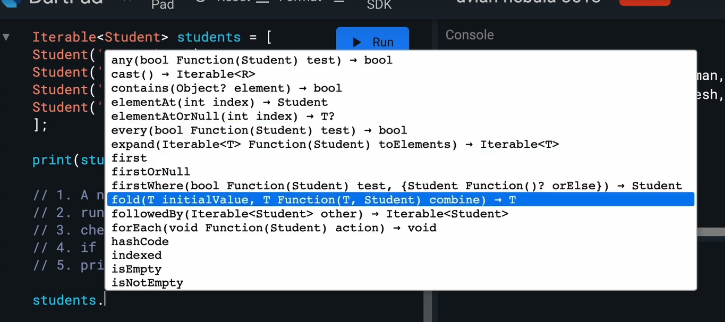 DartPad
Pad
Format
SDK
Iterable<Student> students = [
Run
Console
Student('
Student('
Student('
Student('
];
print(stu
// 1. A n
// 2. run
// 3. che
// 4. if
// 5. pri
students.
any(bool Function(Student) test) → bool
cast() → Iterable<R>
contains(Object? element) → bool
elementAt(int index) → Student
elementAtOrNull(int index) → T?
every(bool Function(Student) test) → bool
expand(Iterable<T> Function(Student) toElements) → Iterable<T>
first
firstOrNull
firstWhere(bool Function(Student) test, {Student Function()? orElse}) → Student
fold(T initialValue, T Function(T, Student) combine) → T
followedBy(Iterable<Student> other) → Iterable<Student>
forEach(void Function(Student) action) → void
hashCode
indexed
isEmpty
isNotEmpty
man,
esh,